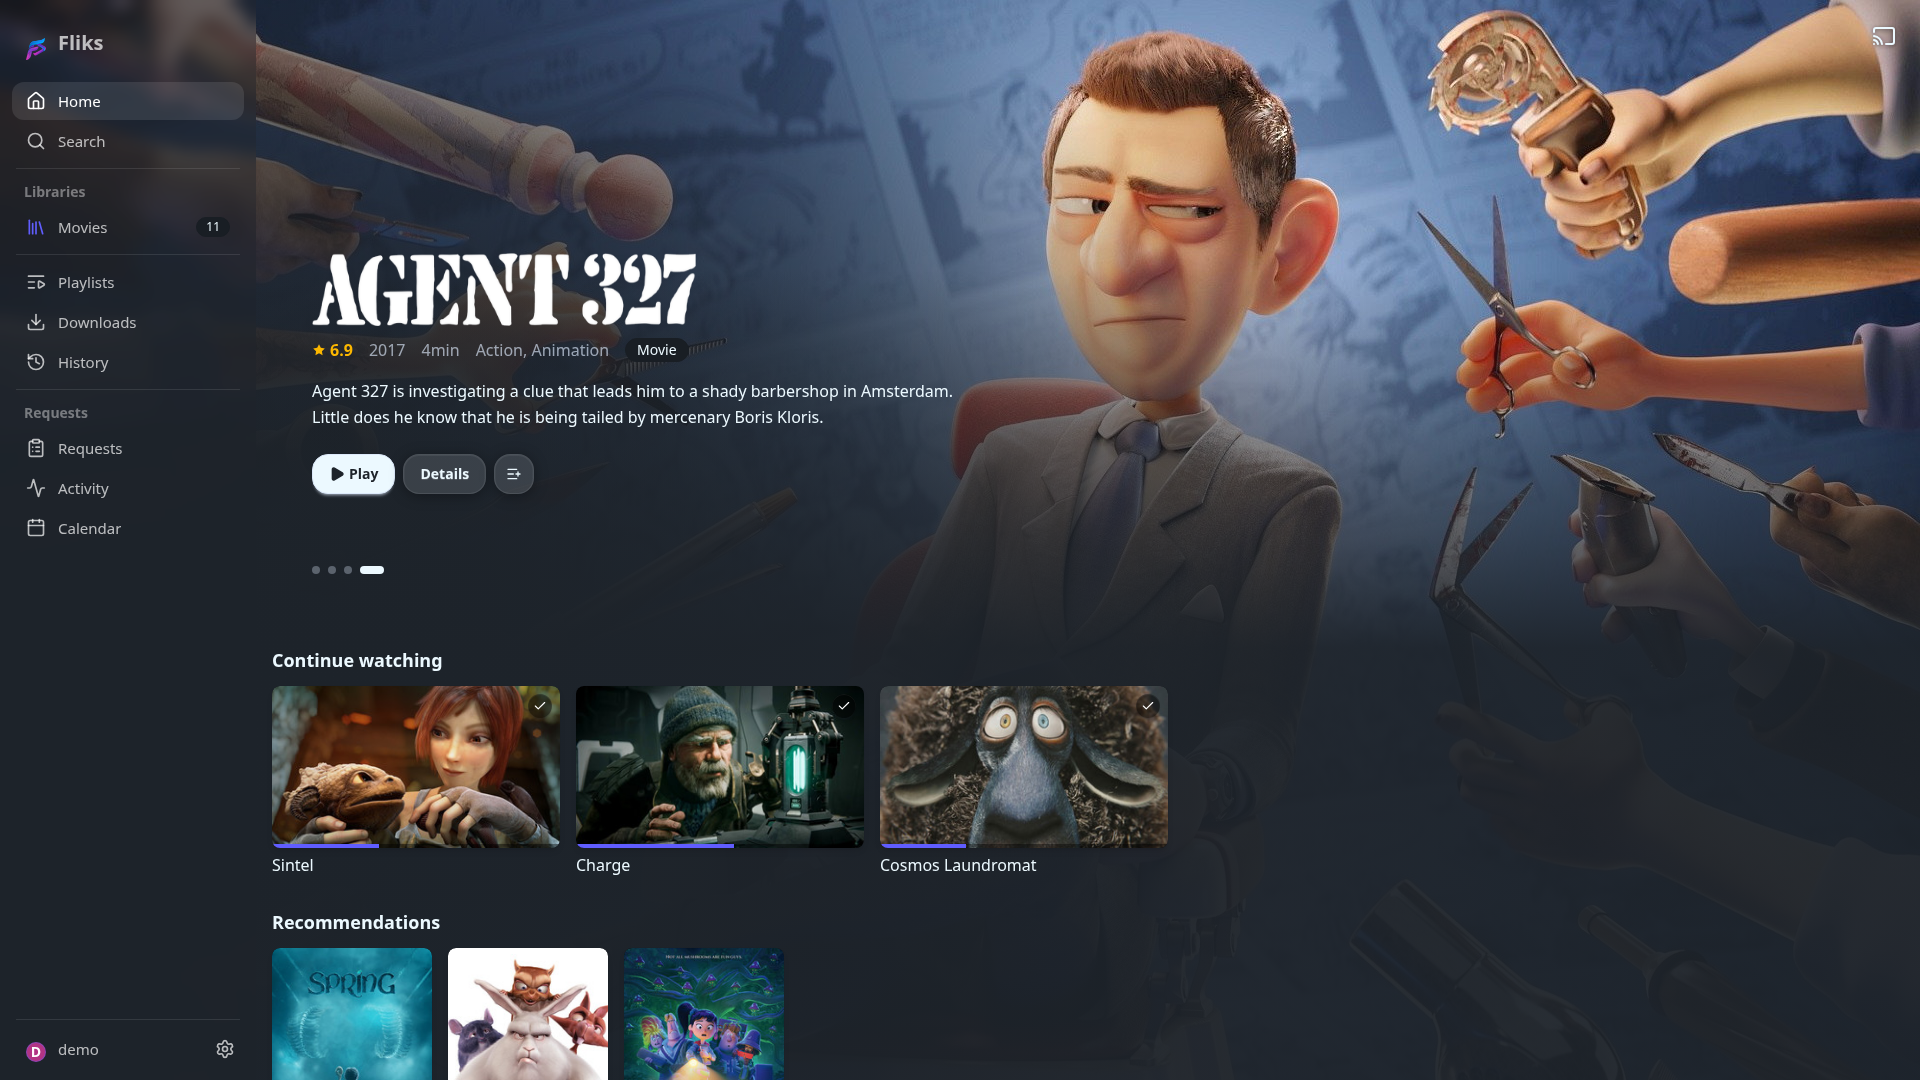 Fliks
Home
Search
Libraries
Movies 11
Playlists
Downloads
History
Requests
Requests
Activity
Calendar
demo
D
AGENT 327
6.9 2017 4min Action, Animation Movie
Agent 327 is investigating a clue that leads him to a shady barbershop in Amsterdam.
Little does he know that he is being tailed by mercenary Boris Kloris.
Play Details
Continue watching
Sintel
Charge
Cosmos Laundromat
Recommendations
SPRING